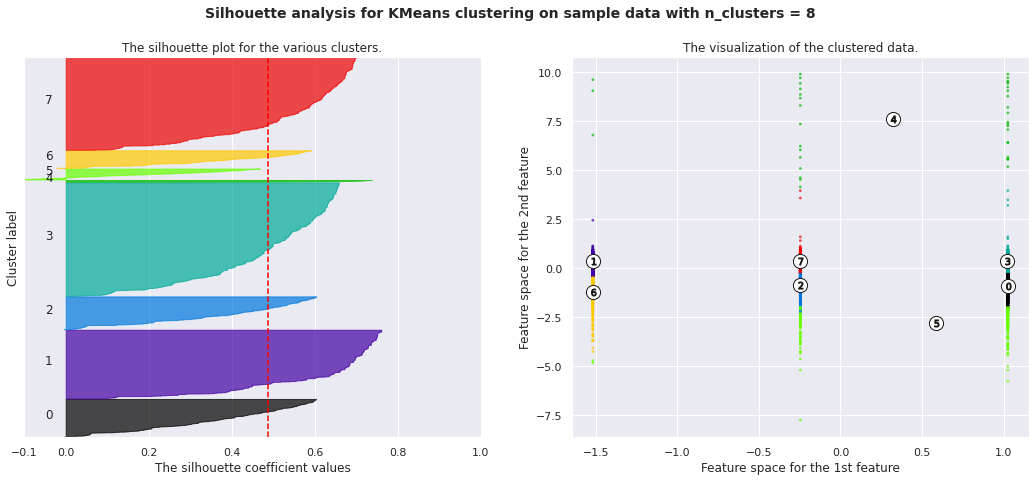 Silhouette analysis for KMeans clustering on sample data with n_clusters = 8
The silhouette plot for the various clusters.
Cluster label
7
6
5
4
3
2
1
0
−0.1 0.0 0.2 0.4 0.6 0.8 1.0
The silhouette coefficient values
The visualization of the clustered data.
Feature space for the 2nd feature
10.0
7.5
5.0
2.5
0.0
−2.5
−5.0
−7.5
4
1 7 3
6 2 0
5
−1.5 −1.0 −0.5 0.0 0.5 1.0
Feature space for the 1st feature